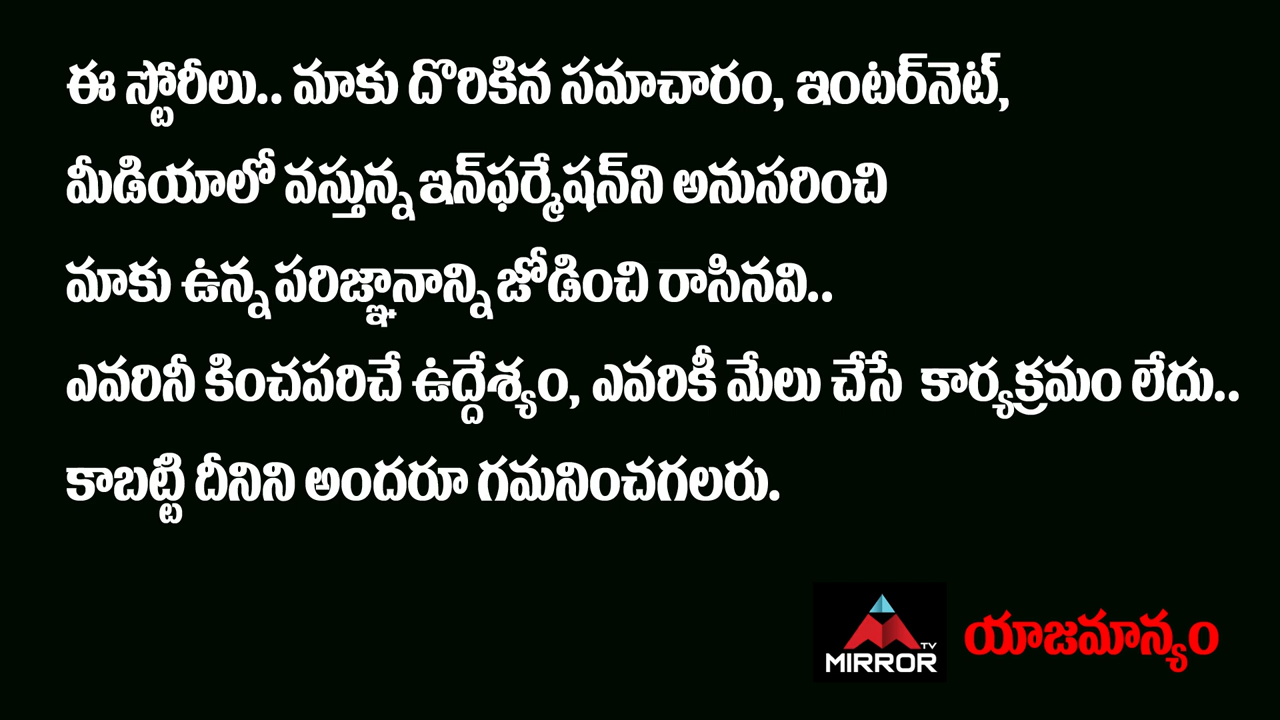 ఈ స్టోరీలు.. మాకు దొరికిన సమాచారం, ఇంటర్‌నెట్,
మీడియాలో వస్తున్న ఇన్‌ఫర్మేషన్‌ని అనుసరించి
మాకు ఉన్న పరిజ్ఞానాన్ని జోడించి రాసినవి..
ఎవరినీ కించపరిచే ఉద్దేశ్యం, ఎవరికీ మేలు చేసే కార్యక్రమం లేదు..
కాబట్టి దీనిని అందరూ గమనించగలరు.
TV
MIRROR
యాజమాన్యం